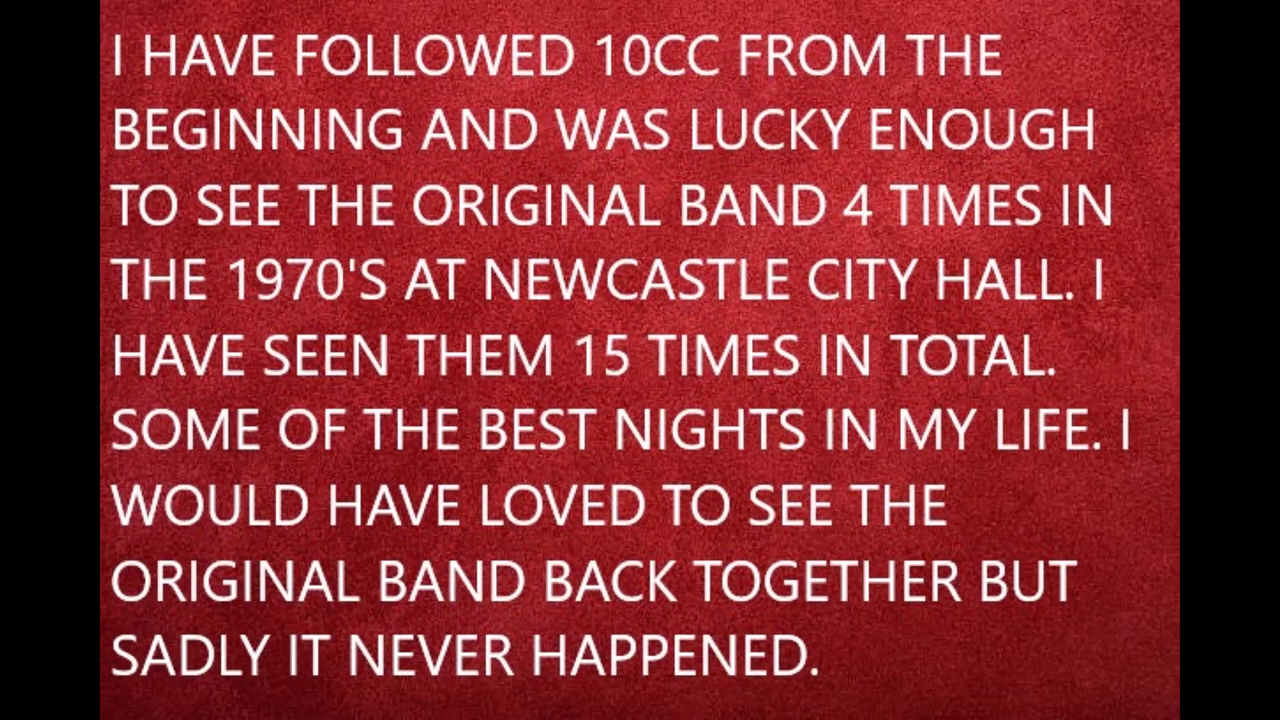 I HAVE FOLLOWED 10CC FROM THE
BEGINNING AND WAS LUCKY ENOUGH
TO SEE THE ORIGINAL BAND 4 TIMES IN
THE 1970'S AT NEWCASTLE CITY HALL. I
HAVE SEEN THEM 15 TIMES IN TOTAL.
SOME OF THE BEST NIGHTS IN MY LIFE. I
WOULD HAVE LOVED TO SEE THE
ORIGINAL BAND BACK TOGETHER BUT
SADLY IT NEVER HAPPENED.